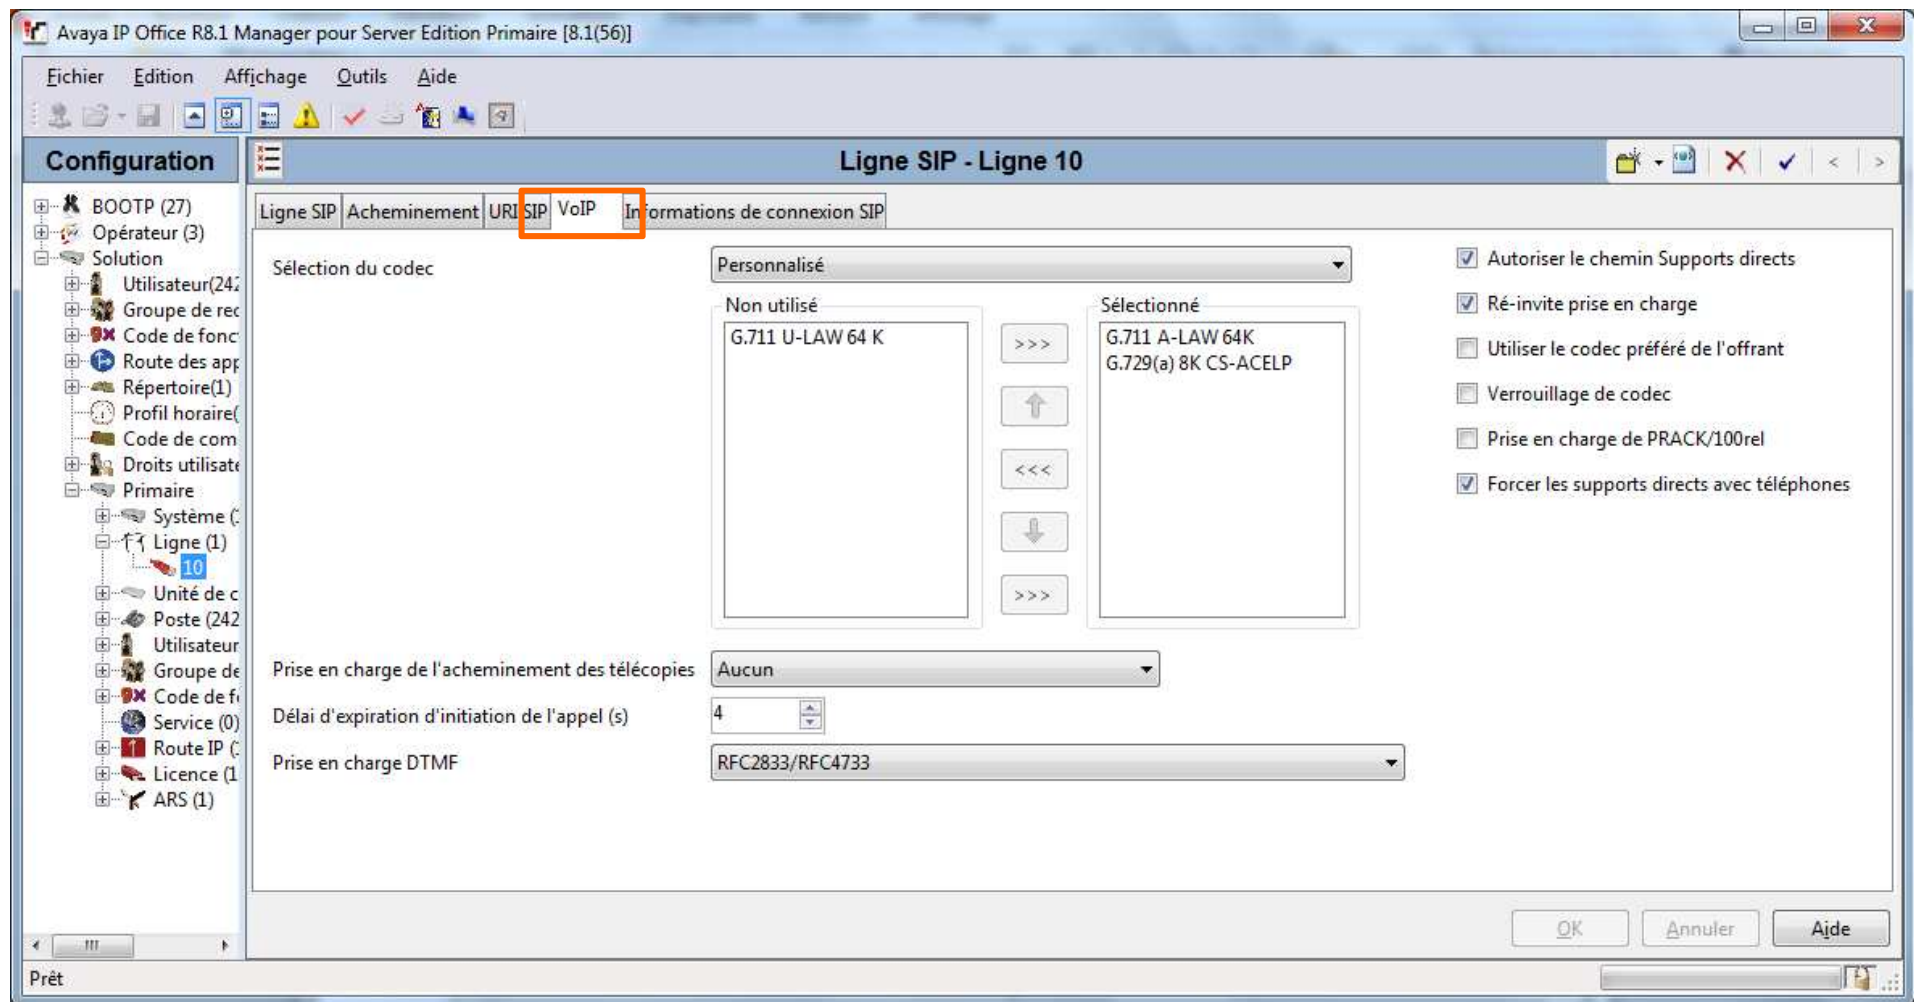 Avaya IP Office R8.1 Manager pour Server Edition Primaire [8.1(56)]
Fichier Edition Affichage Outils Aide
Configuration
Ligne SIP - Ligne 10
BOOTP (27)
Opérateur (3)
Solution
Utilisateur(242
Groupe de rec
Code de fonc
Route des app
Répertoire(1)
Profil horaire(
Code de com
Droits utilisate
Primaire
Système (
Ligne (1)
10
Unité de c
Poste (242
Utilisateur
Groupe de
Code de f
Service (0)
Route IP (
Licence (1
ARS (1)
Ligne SIP Acheminement URI SIP VoIP Informations de connexion SIP
Sélection du codec
Personnalisé
Non utilisé
G.711 U-LAW 64 K
>>>
<<<
>>>
Sélectionné
G.711 A-LAW 64K
G.729(a) 8K CS-ACELP
Autoriser le chemin Supports directs
Ré-invite prise en charge
Utiliser le codec préféré de l'offrant
Verrouillage de codec
Prise en charge de PRACK/100rel
Forcer les supports directs avec téléphones
Prise en charge de l'acheminement des télécopies Aucun
Délai d'expiration d'initiation de l'appel (s) 4
Prise en charge DTMF RFC2833/RFC4733
OK Annuler Aide
Prêt